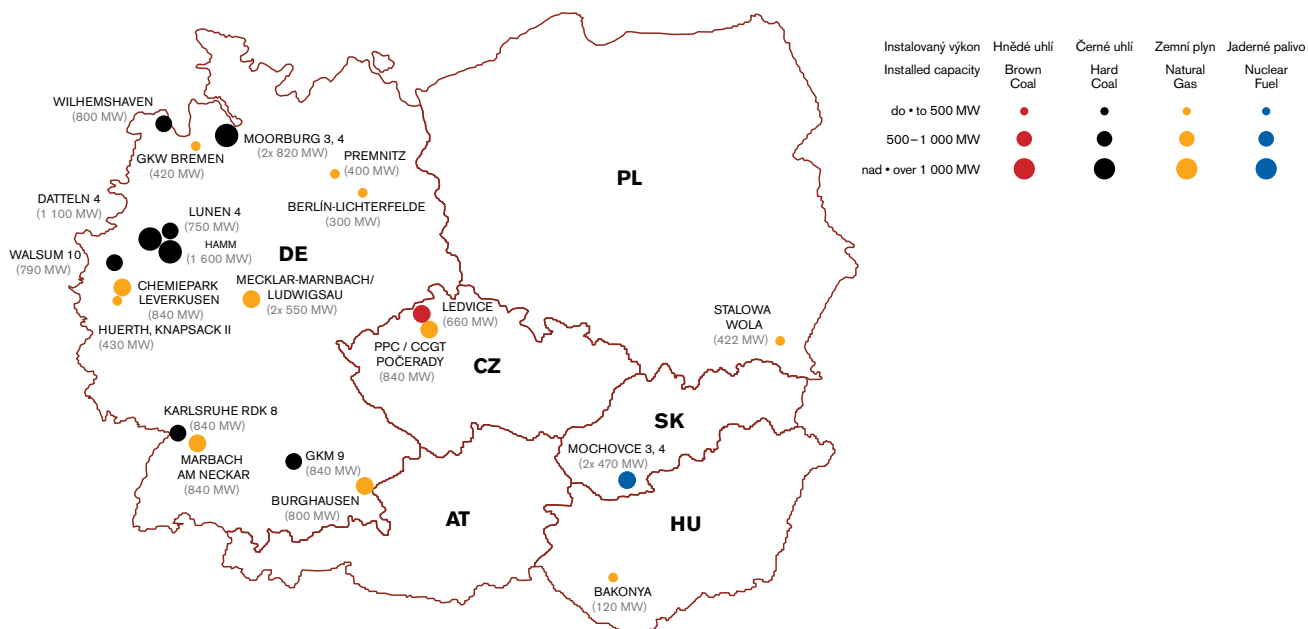 Instalovaný výkon Hnědé uhlí Černé uhlí Zemní plyn Jaderné palivo
Installed capacity Brown Coal Hard Coal Natural Gas Nuclear Fuel
do • to 500 MW
500–1 000 MW
nad • over 1 000 MW
WILHEMSHAVEN
(800 MW)
MOORBURG 3, 4
(2x 820 MW)
GKW BREMEN
(420 MW)
PREMNITZ
(400 MW)
BERLÍN-LICHTERFELDE
(300 MW)
PL
DATTELN 4
(1 100 MW)
LUNEN 4
(750 MW)
HAMM
(1 600 MW)
DE
WALSUM 10
(790 MW)
CHEMIEPARK
LEVERKUSEN
(840 MW)
HUERTH, KNAPSACK II
(430 MW)
MECKLAR-MARNBACH/
LUDWIGSAU
(2x 550 MW)
LEDVICE
(660 MW)
PPC / CCGT
POČERADY
(840 MW)
CZ
STALOWA
WOLA
(422 MW)
KARLSRUHE RDK 8
(840 MW)
MARBACH
AM NECKAR
(840 MW)
GKM 9
(840 MW)
BURGHAUSEN
(800 MW)
SK
MOCHOVCE 3, 4
(2x 470 MW)
AT
HU
BAKONYA
(120 MW)